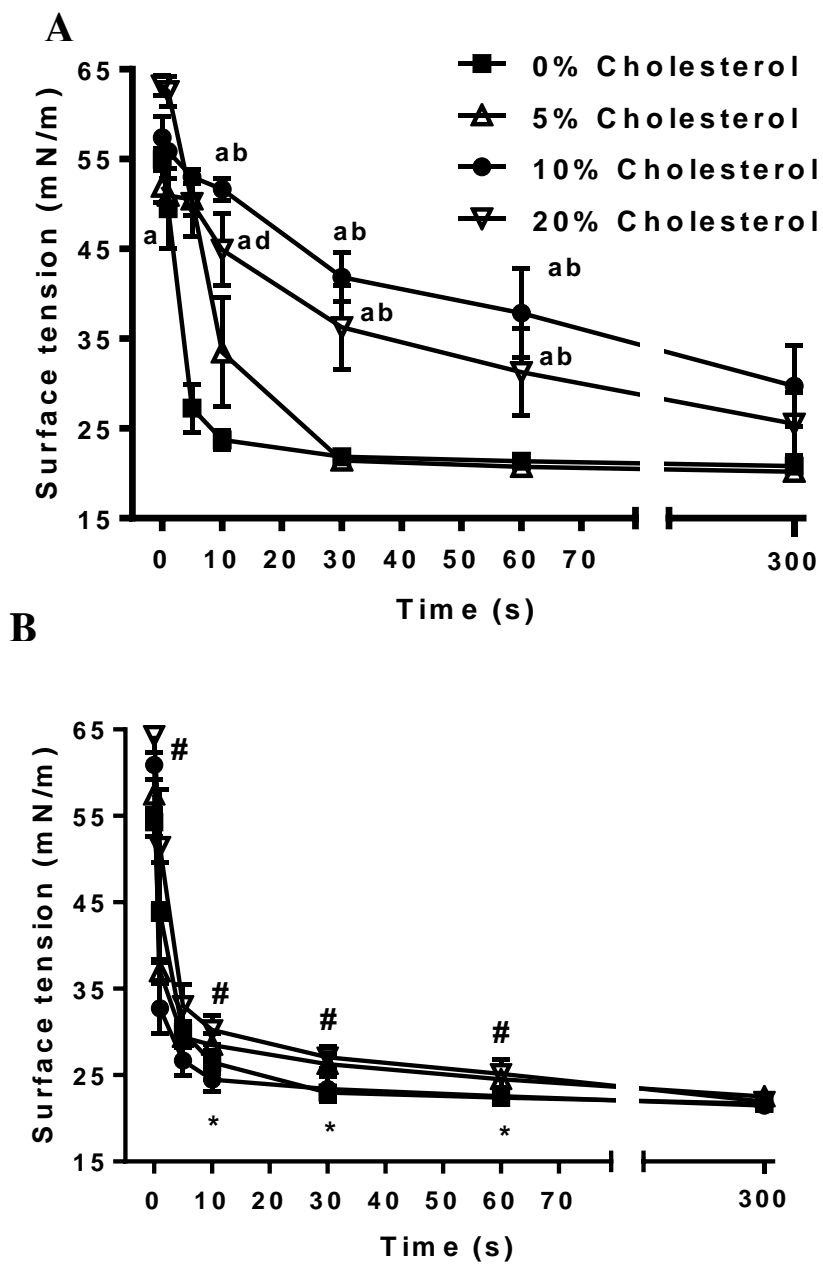 A
65
55
45
35
25
15
Surface tension (mN/m)
0% Cholesterol
5% Cholesterol
10% Cholesterol
20% Cholesterol
a
ab
ad
ab
ab
ab
ab
0 10 20 30 40 50 60 70 300
Time (s)
B
65
55
45
35
25
15
Surface tension (mN/m)
#
# # #
* * *
0 10 20 30 40 50 60 70 300
Time (s)